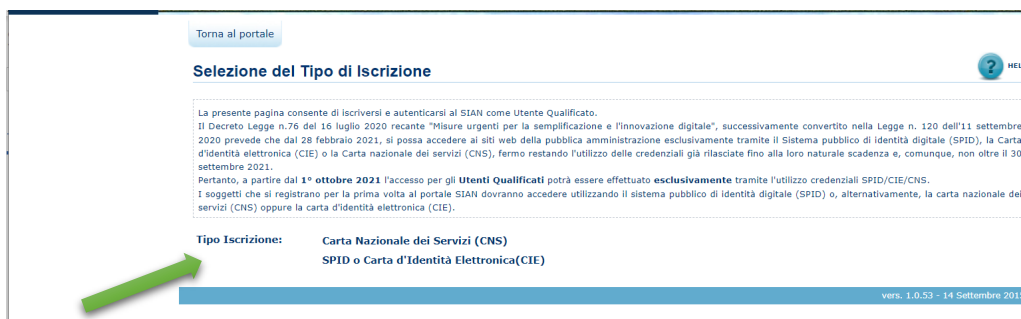 Torna al portale
Selezione del Tipo di Iscrizione
?
La presente pagina consente di iscriversi e autenticarsi al SIAN come Utente Qualificato.
Il Decreto Legge n.76 del 16 luglio 2020 recante "Misure urgenti per la semplificazione e l'innovazione digitale", successivamente convertito nella Legge n. 120 dell'11 settembre
2020 prevede che dal 28 febbraio 2021, si possa accedere ai siti web della pubblica amministrazione esclusivamente tramite il Sistema pubblico di identità digitale (SPID), la Carta
d'identità elettronica (CIE) o la Carta nazionale dei servizi (CNS), fermo restando l'utilizzo delle credenziali già rilasciate fino alla loro naturale scadenza e, comunque, non oltre il 30
settembre 2021.
Pertanto, a partire dal 1° ottobre 2021 l'accesso per gli Utenti Qualificati potrà essere effettuato esclusivamente tramite l'utilizzo credenziali SPID/CIE/CNS.
I soggetti che si registrano per la prima volta al portale SIAN dovranno accedere utilizzando il sistema pubblico di identità digitale (SPID) o, alternativamente, la carta nazionale dei
servizi (CNS) oppure la carta d'identità elettronica (CIE).
Tipo Iscrizione: Carta Nazionale dei Servizi (CNS)
SPID o Carta d'Identità Elettronica(CIE)
vers. 1.0.53 - 14 Settembre